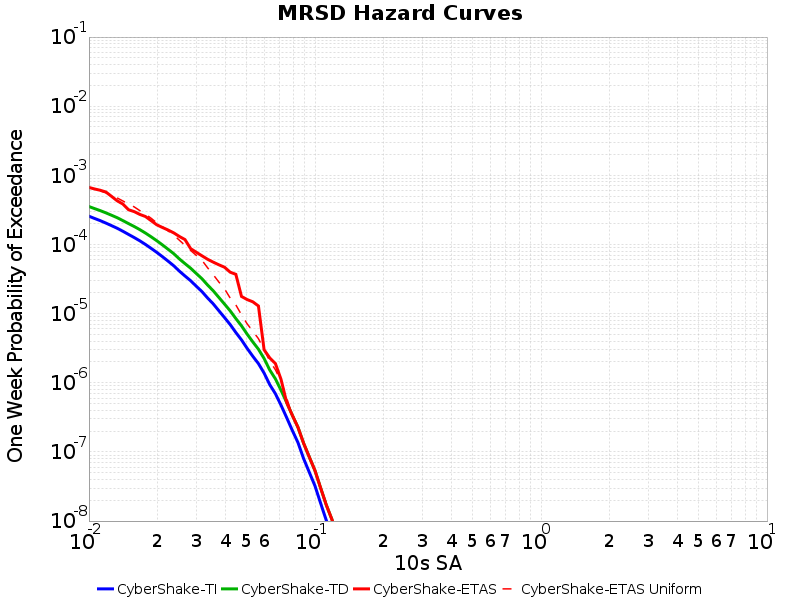 MRSD Hazard Curves
One Week Probability of Exceedance
10^-1
10^-2
10^-3
10^-4
10^-5
10^-6
10^-7
10^-8
10^-2 2 3 4 5 6 10^-1 2 3 4 5 6 7 10^0 2 3 4 5 6 7 10^1
10s SA
CyberShake-TI CyberShake-TD CyberShake-ETAS CyberShake-ETAS Uniform